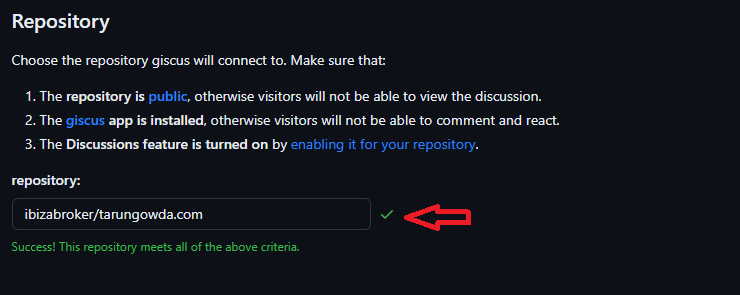 Repository
Choose the repository giscus will connect to. Make sure that:
1. The repository is public, otherwise visitors will not be able to view the discussion.
2. The giscus app is installed, otherwise visitors will not be able to comment and react.
3. The Discussions feature is turned on by enabling it for your repository.
repository:
ibizabroker/tarungowda.com
Success! This repository meets all of the above criteria.